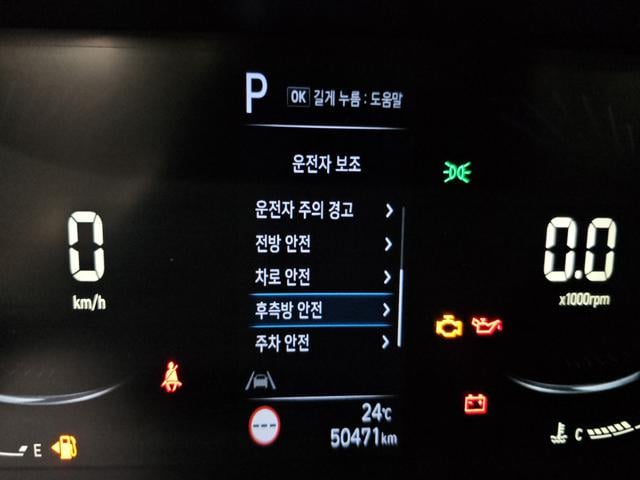 P
OK 길게 누름 : 도움말
운전자 보조
운전자 주의 경고
전방 안전
차로 안전
후측방 안전
주차 안전
0
km/h
0.0
x1000rpm
24℃
50471km
E
C